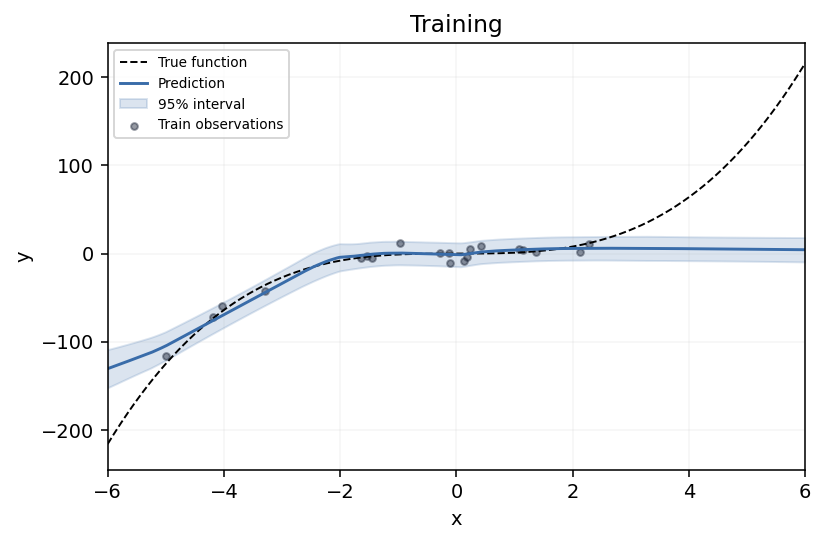 Training
True function
Prediction
95% interval
Train observations
200
100
0
−100
−200
y
−6
−4
−2
0
2
4
6
x